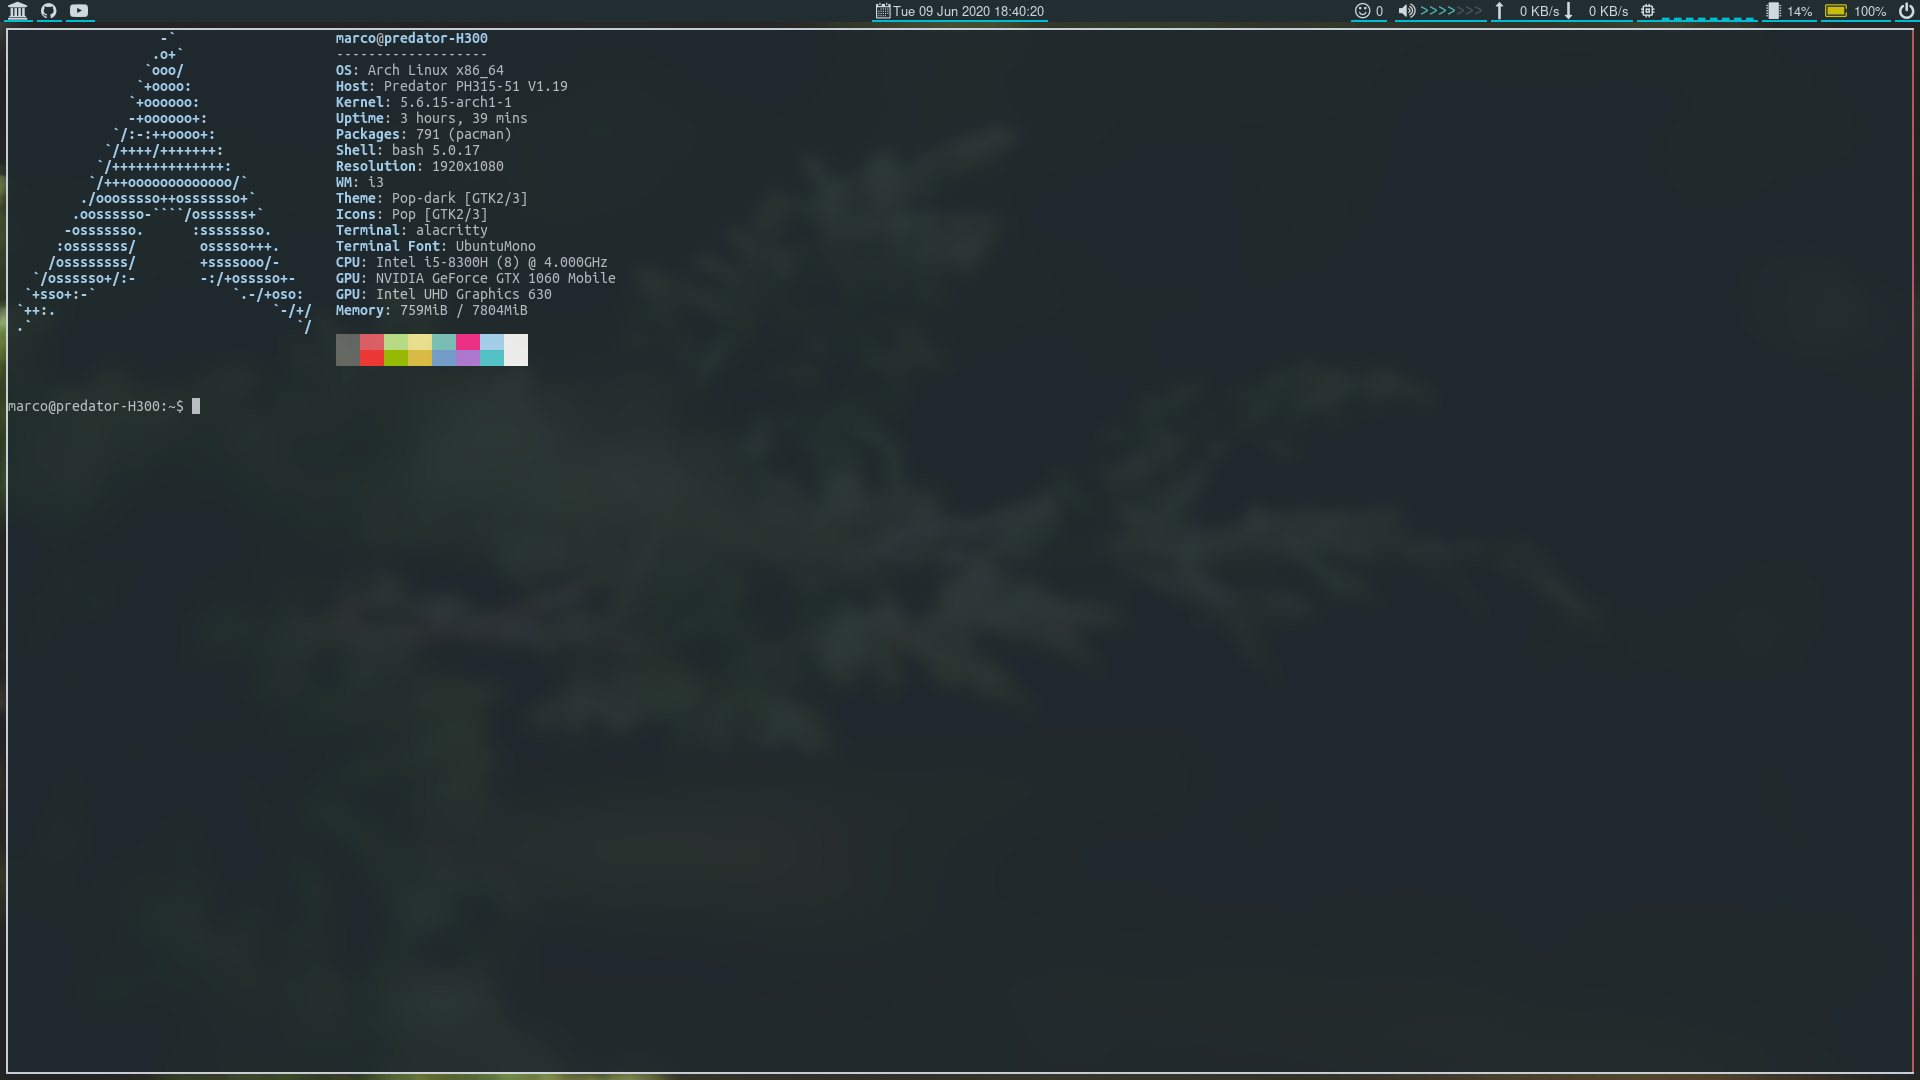 Tue 09 Jun 2020 18:40:20
0
>>>>>>>
0 KB/s
0 KB/s
14%
100%
marco@predator-H300
-------------------
OS: Arch Linux x86_64
Host: Predator PH315-51 V1.19
Kernel: 5.6.15-arch1-1
Uptime: 3 hours, 39 mins
Packages: 791 (pacman)
Shell: bash 5.0.17
Resolution: 1920x1080
WM: i3
Theme: Pop-dark [GTK2/3]
Icons: Pop [GTK2/3]
Terminal: alacritty
Terminal Font: UbuntuMono
CPU: Intel i5-8300H (8) @ 4.000GHz
GPU: NVIDIA GeForce GTX 1060 Mobile
GPU: Intel UHD Graphics 630
Memory: 759MiB / 7804MiB
-`
.o+`
`ooo/
`+oooo:
`+oooooo:
-+oooooo+:
`/:-:++oooo+:
`/++++/+++++++:
`/++++++++++++++:
`/+++ooooooooooooo/`
./ooosssso++osssssso+`
.oossssso-````/ossssss+`
-osssssso.      :ssssssso.
:osssssss/        osssso+++.
/ossssssss/        +ssssooo/-
`/ossssso+/:-        -:/+osssso+-
`+sso+:-`                 `.-/+oso:
`++:.                           `-/+/
.`                                 `/
marco@predator-H300:~$